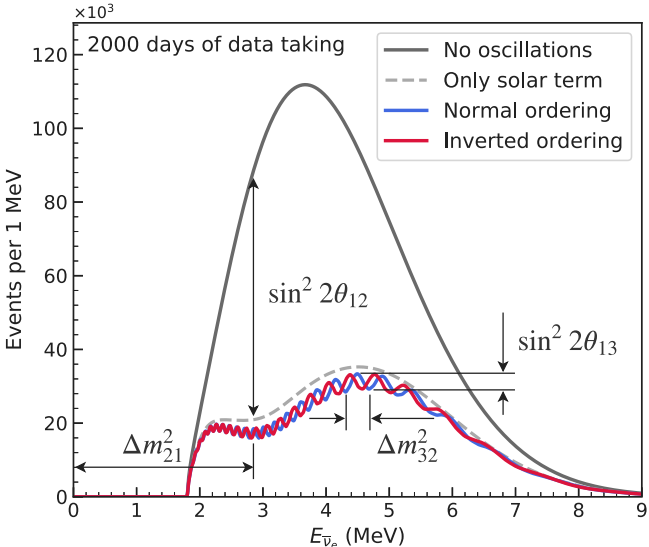 ×10³
2000 days of data taking
No oscillations
Only solar term
Normal ordering
Inverted ordering
Events per 1 MeV
120
100
80
60
40
20
0
sin² 2θ₁₂
sin² 2θ₁₃
Δm²₂₁
Δm²₃₂
0 1 2 3 4 5 6 7 8 9
E_ν̅ₑ (MeV)